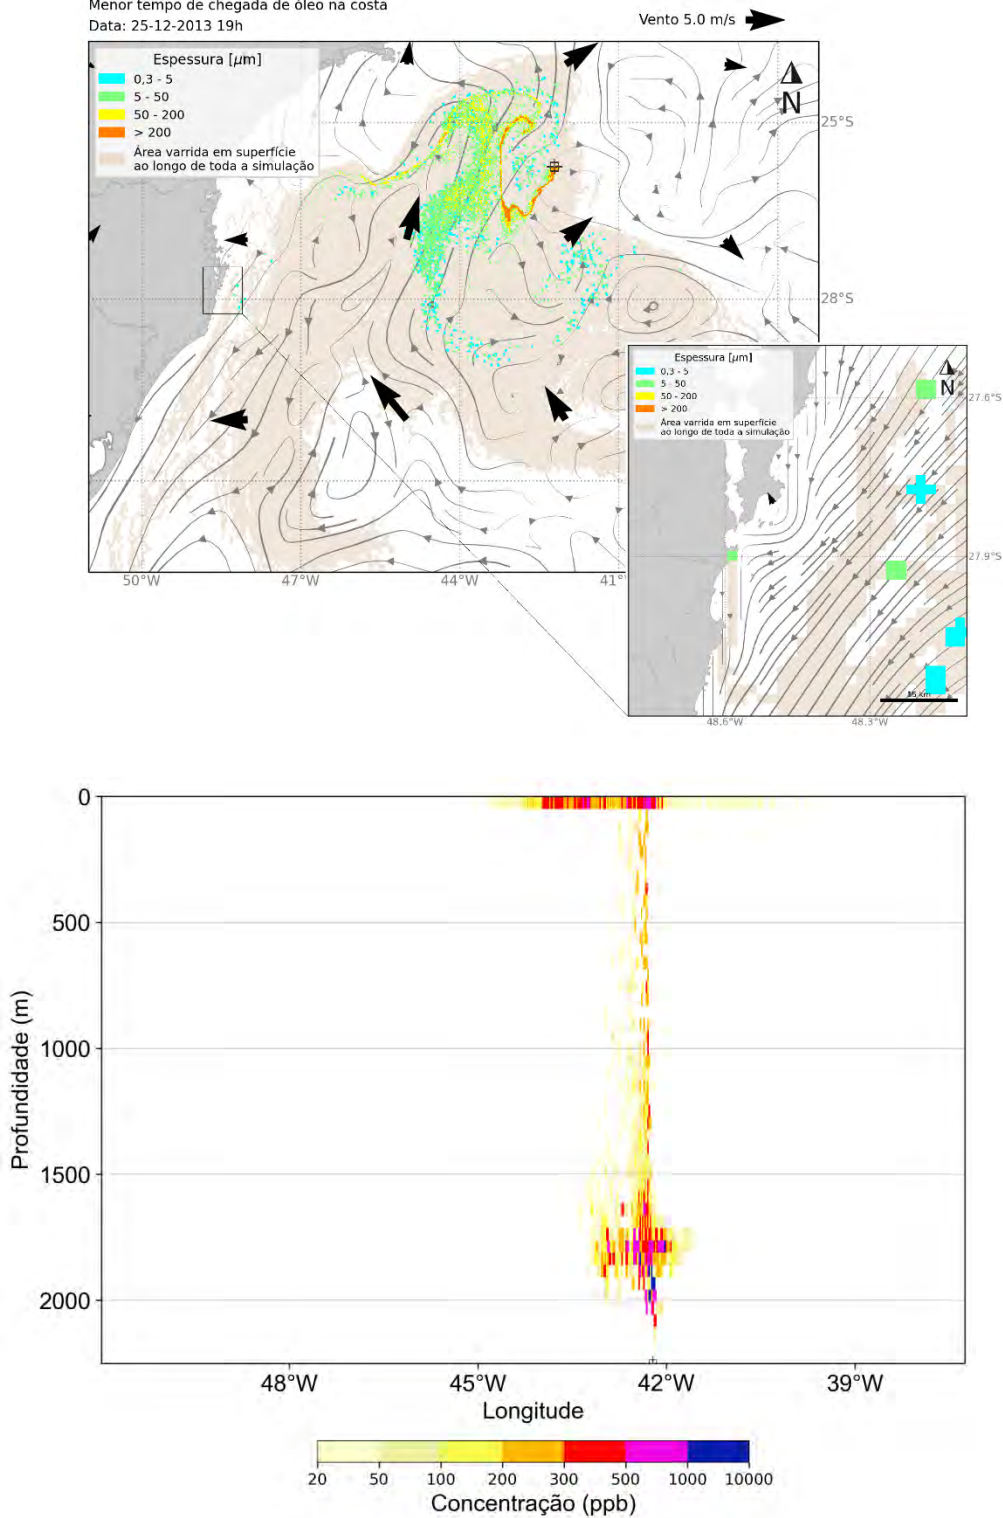 Menor tempo de chegada de óleo na costa
Data: 25-12-2013 19h
Vento 5.0 m/s
Espessura [μm]
0,3 - 5
5 - 50
50 - 200
> 200
Área varrida em superfície
ao longo de toda a simulação
N
25°S
28°S
50°W
47°W
44°W
41°
Espessura [μm]
0,3 - 5
5 - 50
50 - 200
> 200
Área varrida em superfície
ao longo de toda a simulação
N
27.6°S
27.9°S
15 km
48.6°W
48.3°W
0
500
1000
1500
2000
Profundidade (m)
48°W
45°W
42°W
39°W
Longitude
20
50
100
200
300
500
1000
10000
Concentração (ppb)